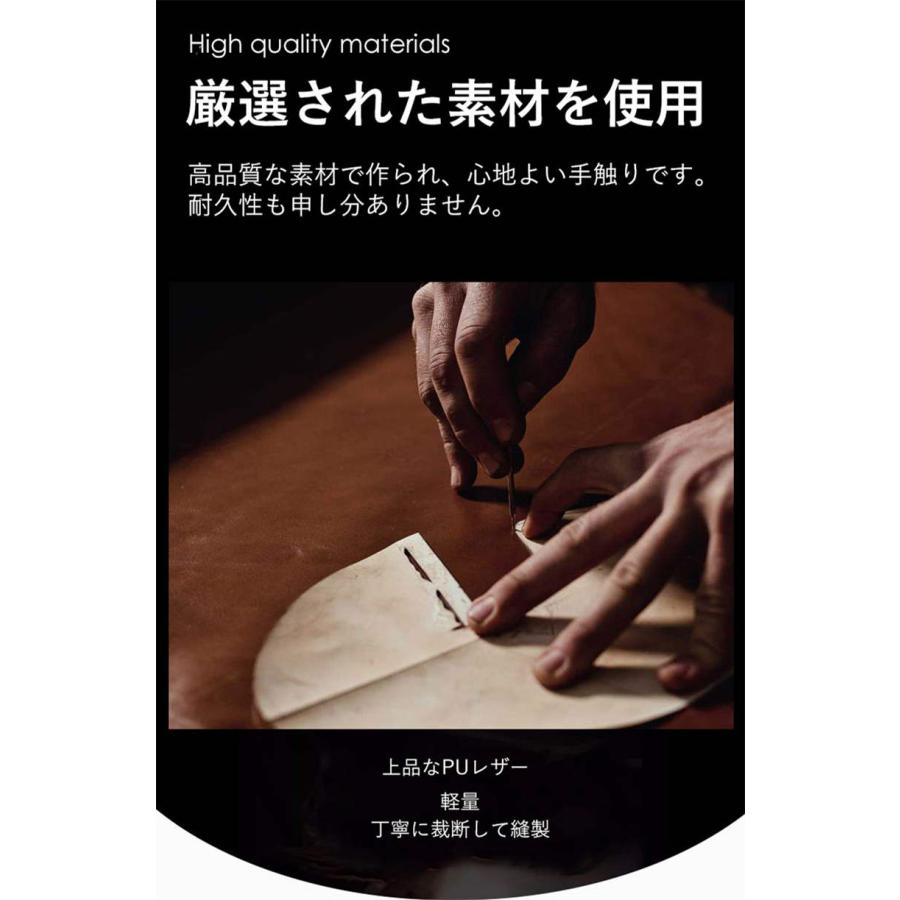 High quality materials
厳選された素材を使用
高品質な素材で作られ、心地よい手触りです。
耐久性も申し分ありません。
上品なPUレザー
軽量
丁寧に裁断して縫製